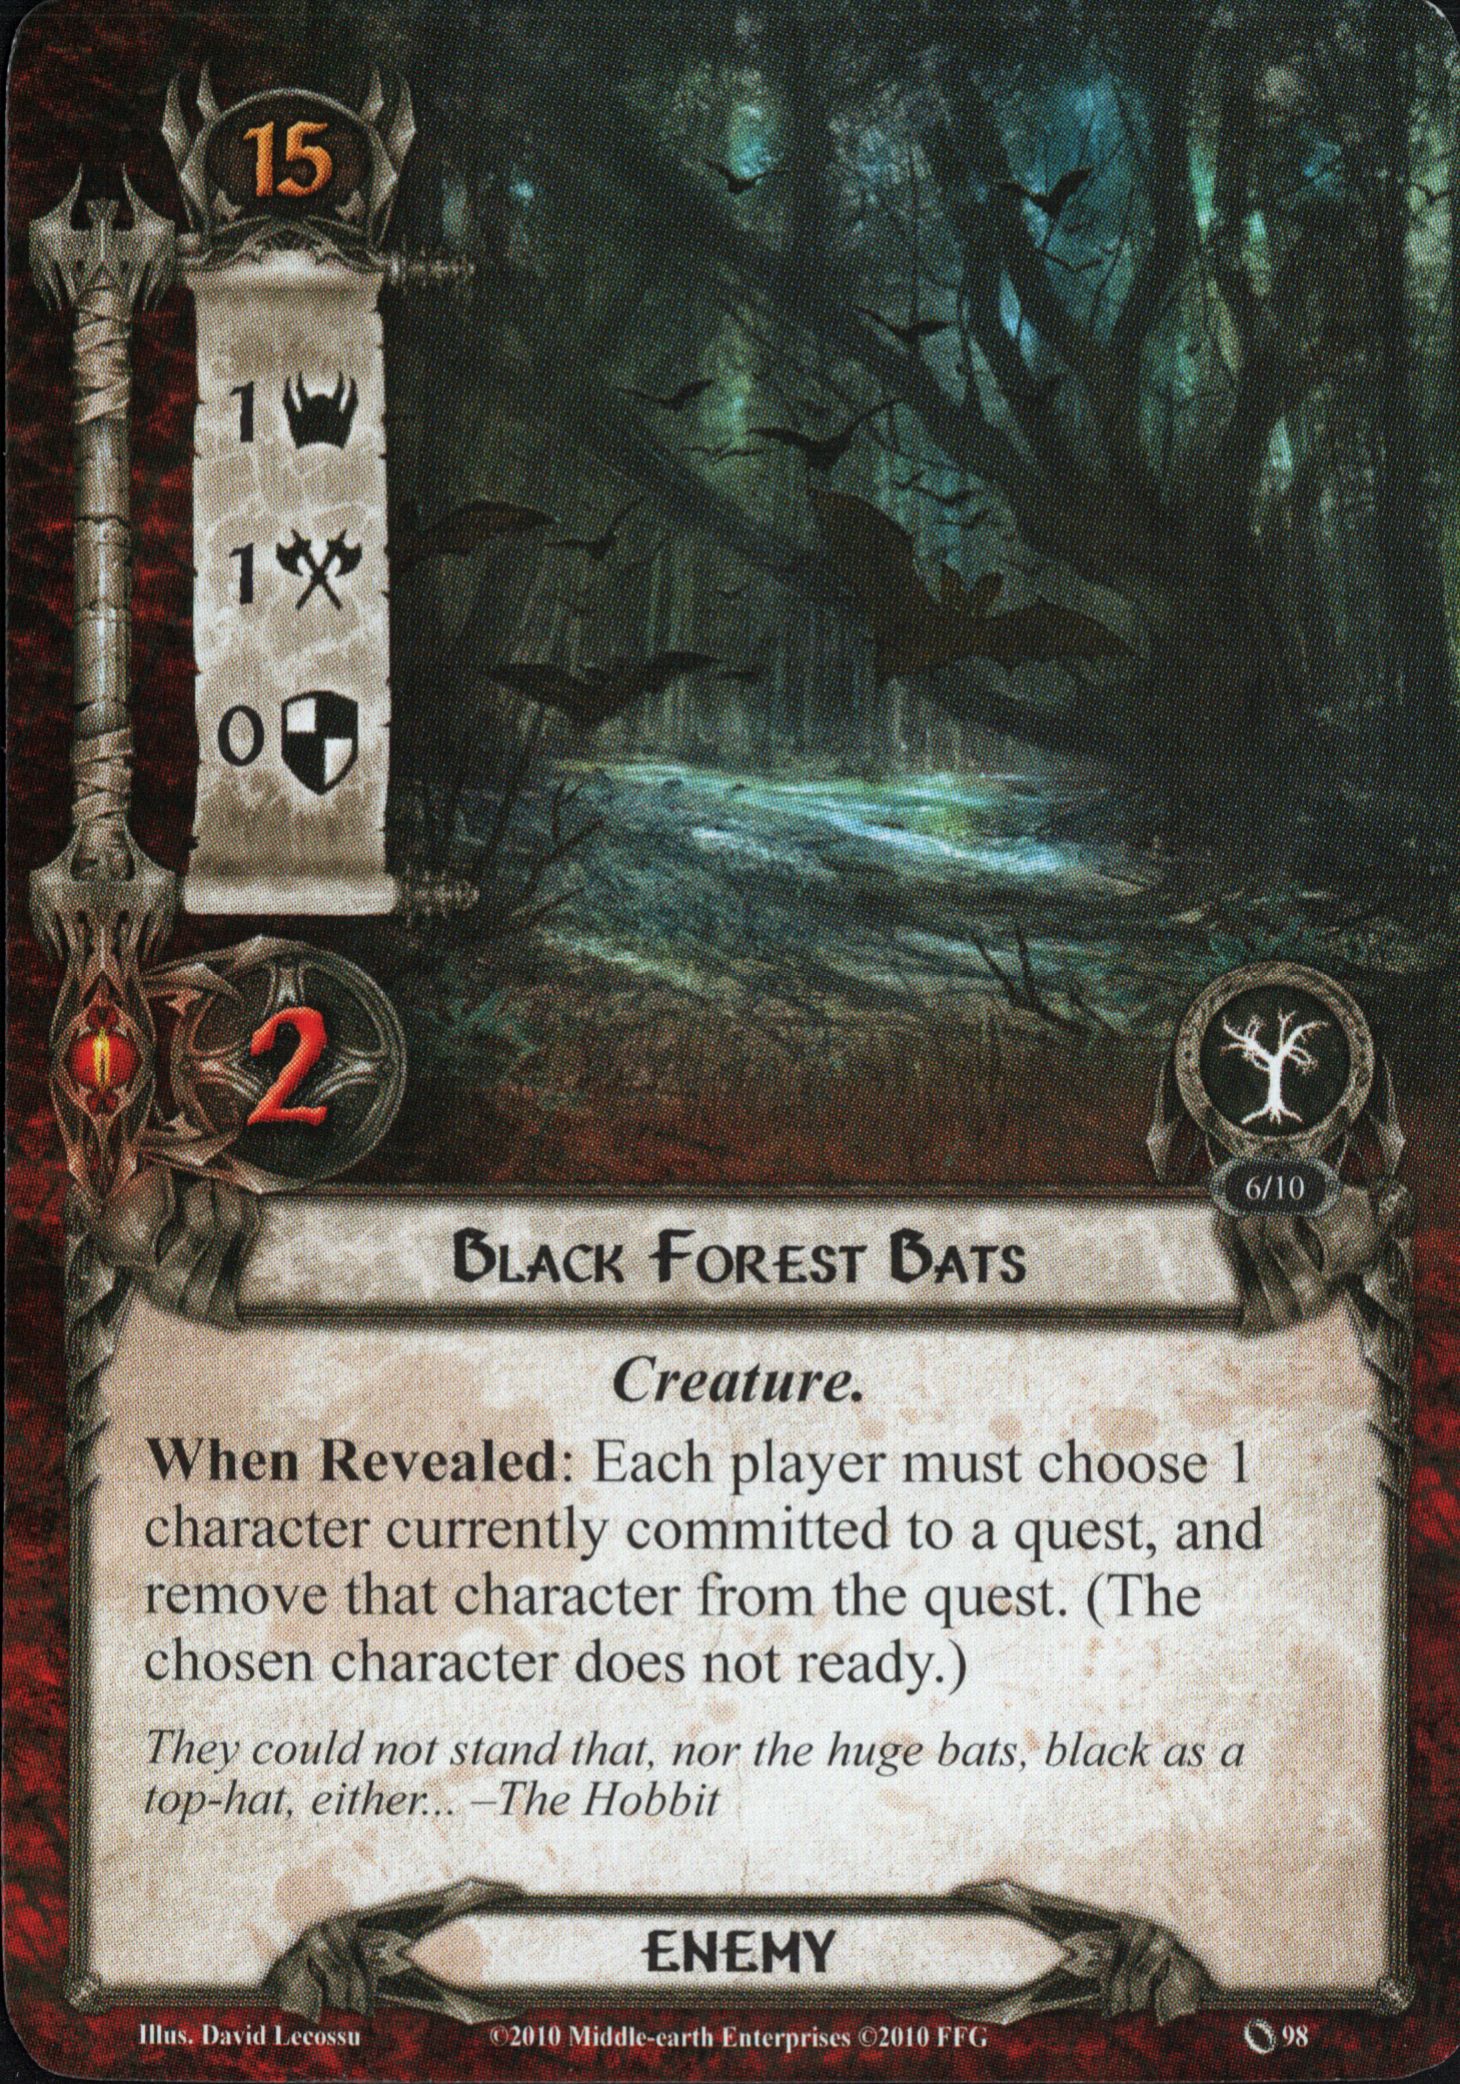 15
1
1
0
2
6/10
Black Forest Bats
Creature.
When Revealed: Each player must choose 1
character currently committed to a quest, and
remove that character from the quest. (The
chosen character does not ready.)
They could not stand that, nor the huge bats, black as a
top-hat, either... –The Hobbit
ENEMY
Illus. David Lecossu
©2010 Middle-earth Enterprises ©2010 FFG
98